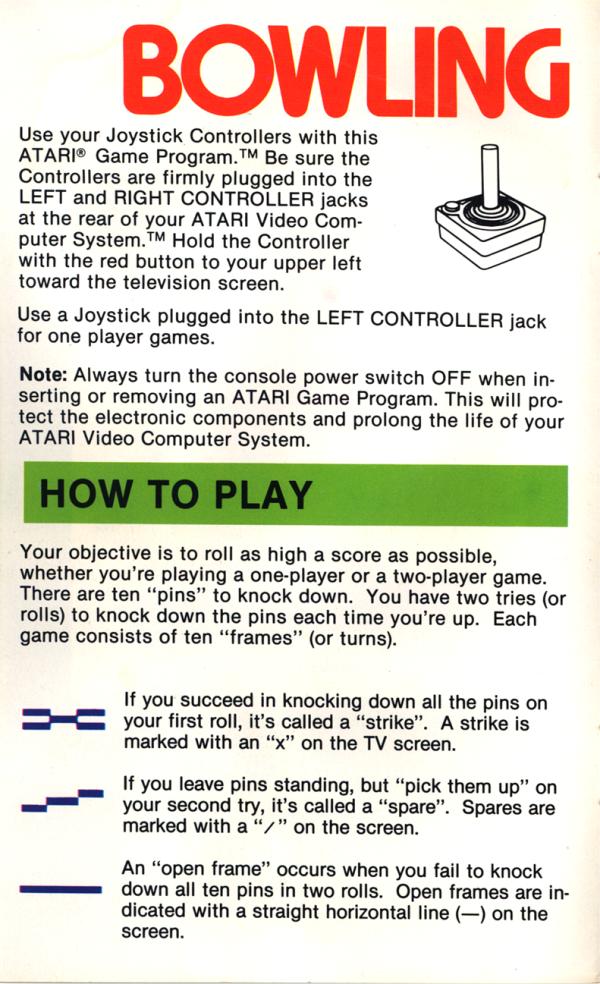 BOWLING
Use your Joystick Controllers with this
ATARI® Game Program.™ Be sure the
Controllers are firmly plugged into the
LEFT and RIGHT CONTROLLER jacks
at the rear of your ATARI Video Com-
puter System.™ Hold the Controller
with the red button to your upper left
toward the television screen.
Use a Joystick plugged into the LEFT CONTROLLER jack
for one player games.
Note: Always turn the console power switch OFF when in-
serting or removing an ATARI Game Program. This will pro-
tect the electronic components and prolong the life of your
ATARI Video Computer System.
HOW TO PLAY
Your objective is to roll as high a score as possible,
whether you're playing a one-player or a two-player game.
There are ten “pins” to knock down. You have two tries (or
rolls) to knock down the pins each time you're up. Each
game consists of ten “frames” (or turns).
If you succeed in knocking down all the pins on
your first roll, it's called a “strike”. A strike is
marked with an “x” on the TV screen.
If you leave pins standing, but “pick them up” on
your second try, it's called a “spare”. Spares are
marked with a “/” on the screen.
An “open frame” occurs when you fail to knock
down all ten pins in two rolls. Open frames are in-
dicated with a straight horizontal line (—) on the
screen.